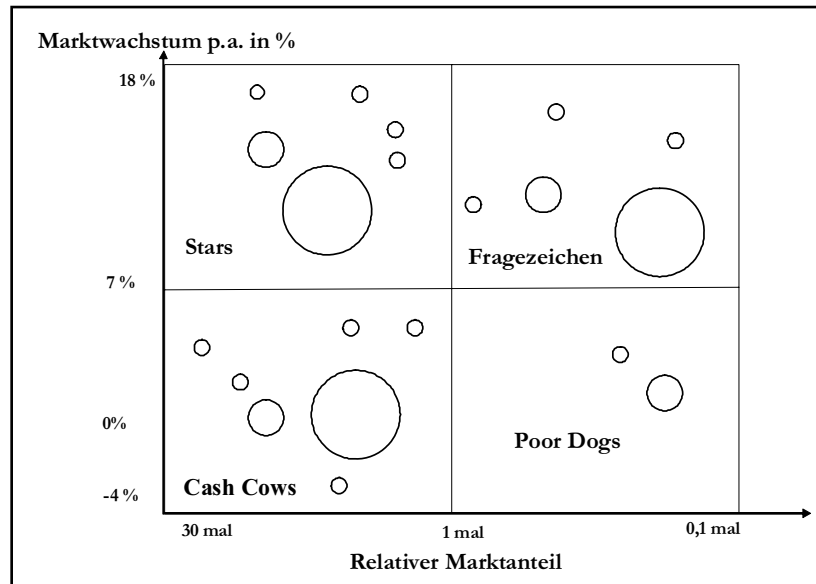 Marktwachstum p.a. in %
18 %
Stars
Fragezeichen
7 %
0%
Poor Dogs
-4 %
Cash Cows
30 mal
1 mal
0,1 mal
Relativer Marktanteil